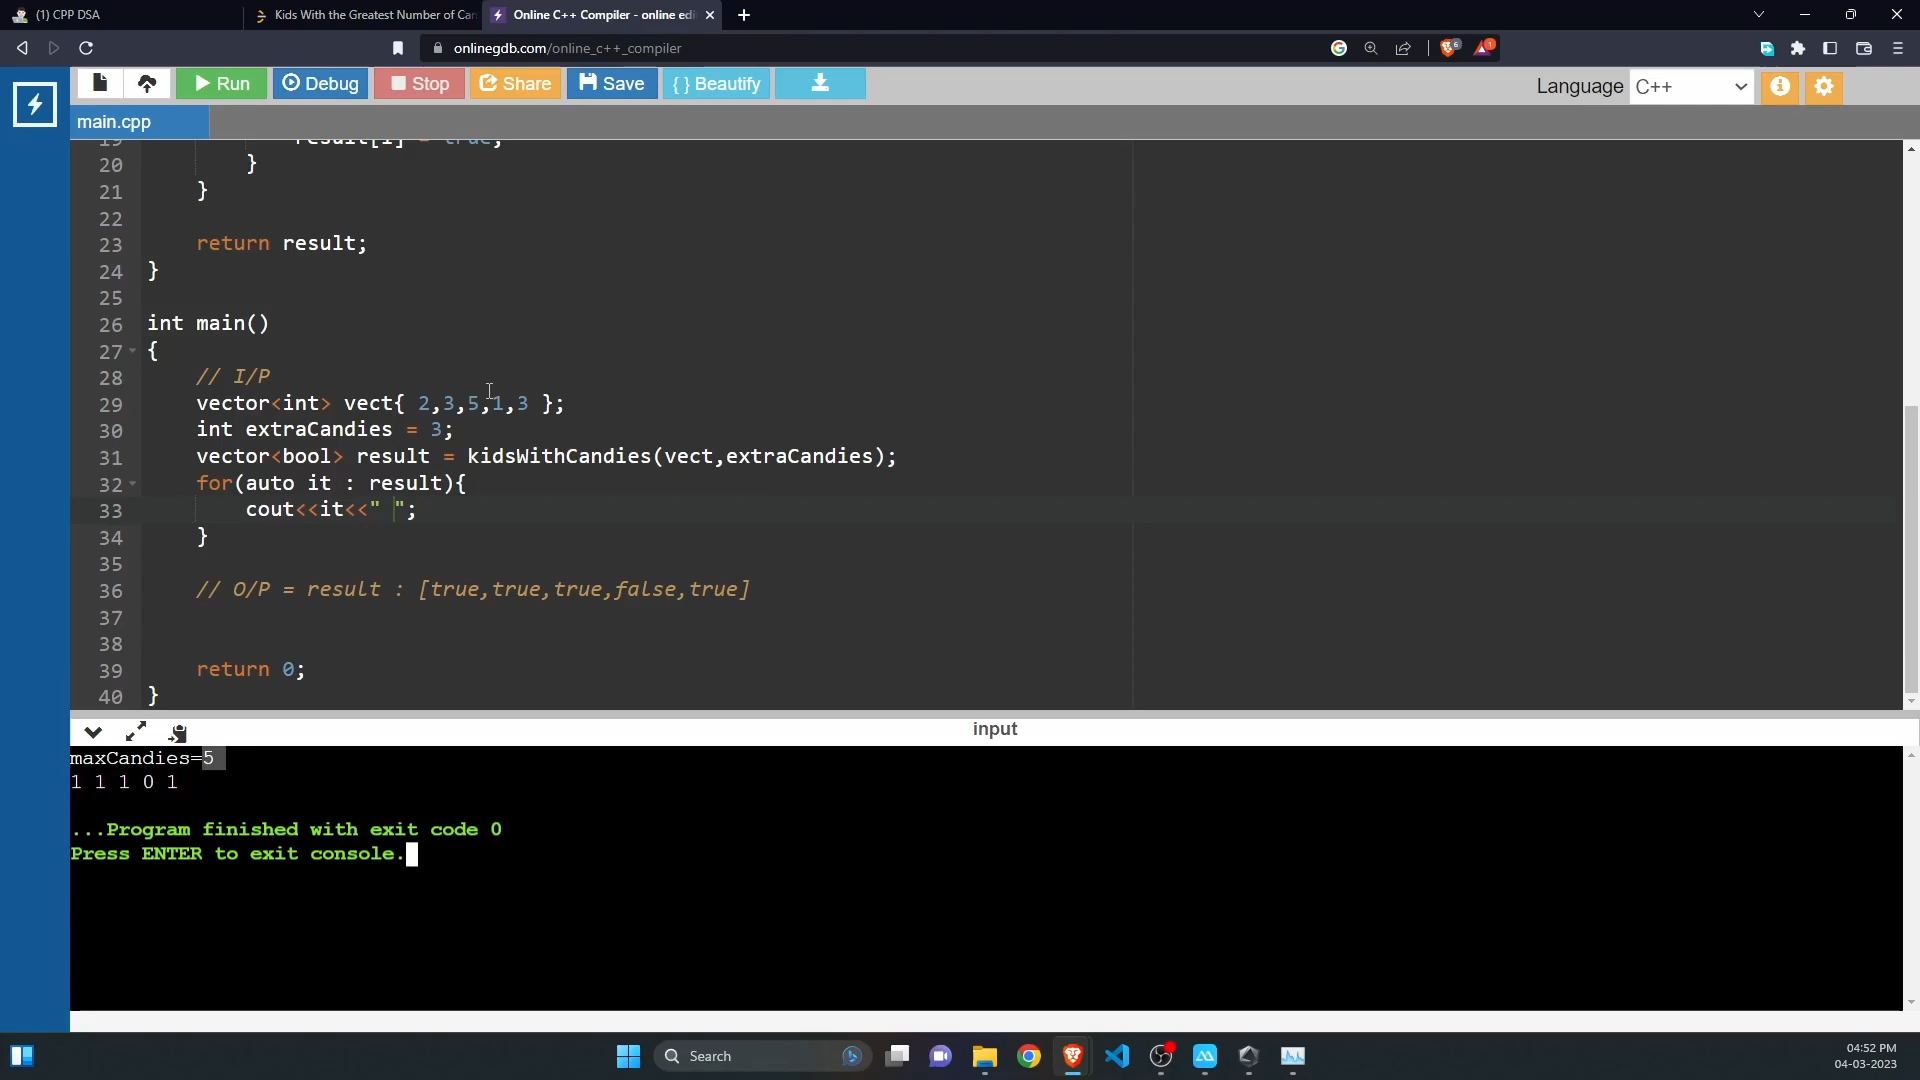 (1) CPP DSA
Kids With the Greatest Number of Can
Online C++ Compiler - online edi
onlinegdb.com/online_c++_compiler
6
1
Run
Debug
Stop
Share
Save
{ } Beautify
Language C++
main.cpp
19 result[i] = true;
20 }
21 }
22
23 return result;
24 }
25
26 int main()
27 {
28 // I/P
29 vector<int> vect{ 2,3,5,1,3 };
30 int extraCandies = 3;
31 vector<bool> result = kidsWithCandies(vect,extraCandies);
32 for(auto it : result){
33 cout<<it<<" ";
34 }
35
36 // O/P = result : [true,true,true,false,true]
37
38
39 return 0;
40 }
input
maxCandies=5
1 1 1 0 1
...Program finished with exit code 0
Press ENTER to exit console.
Search
04:52 PM
04-03-2023